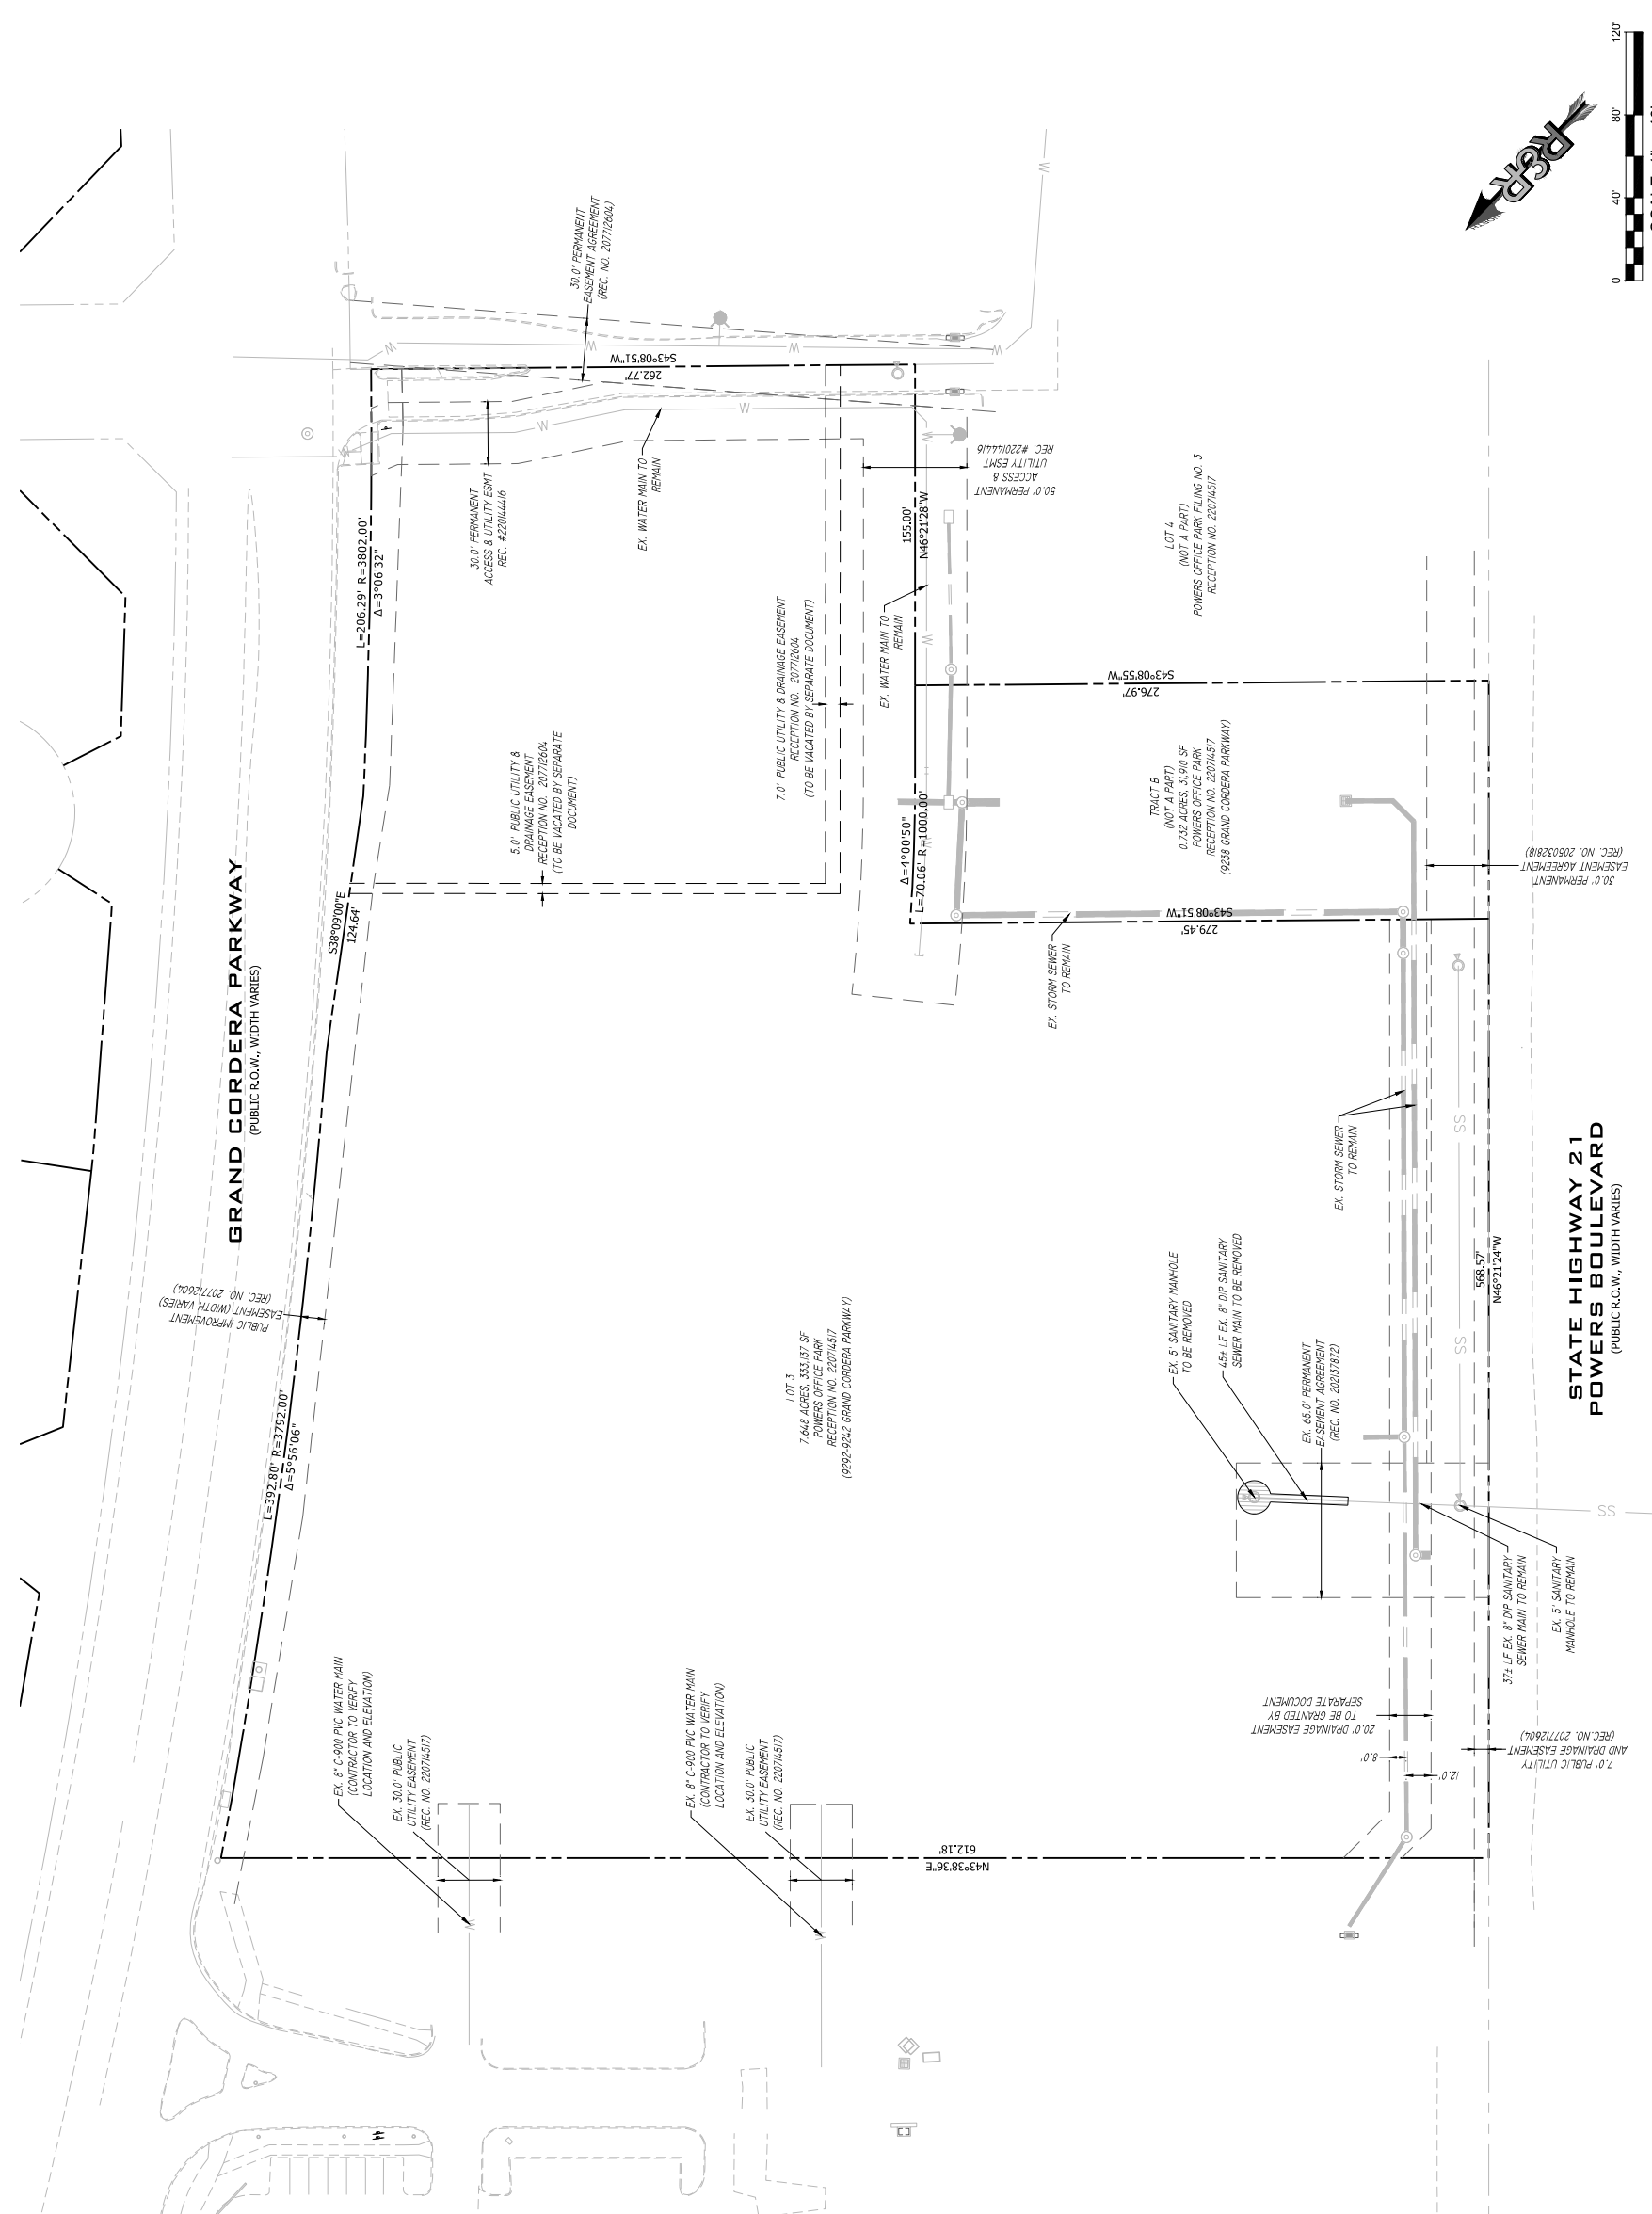 GRAND CORDERA PARKWAY
(PUBLIC R.O.W., WIDTH VARIES)
PUBLIC IMPROVEMENT
EASEMENT (WIDTH VARIES)
(REC. NO. 207712604)
L=392.80' R=3792.00'
Δ=5°56'06"
S38°09'00"E
124.64'
L=206.29' R=3802.00'
Δ=3°06'32"
30.0' PERMANENT
EASEMENT AGREEMENT
(REC. NO. 207712604)
S43°08'51"W
262.77'
30.0' PERMANENT
ACCESS & UTILITY ESMT
REC. #220144416
EX. WATER MAIN TO
REMAIN
5.0' PUBLIC UTILITY &
DRAINAGE EASEMENT
RECEPTION NO. 207712604
(TO BE VACATED BY SEPARATE
DOCUMENT)
7.0' PUBLIC UTILITY & DRAINAGE EASEMENT
RECEPTION NO. 207712604
(TO BE VACATED BY SEPARATE DOCUMENT)
EX. WATER MAIN TO
REMAIN
155.00'
N46°21'28"W
50.0' PERMANENT
ACCESS &
UTILITY ESMT
REC. #220144416
Δ=4°00'50"
L=70.06' R=1000.00'
LOT 4
(NOT A PART)
POWERS OFFICE PARK FILING NO. 3
RECEPTION NO. 220714517
S43°08'55"W
276.97'
TRACT B
(NOT A PART)
0.732 ACRES, 31,910 SF
POWERS OFFICE PARK
RECEPTION NO. 220714517
(9238 GRAND CORDERA PARKWAY)
S43°08'51"W
279.45'
EX. STORM SEWER
TO REMAIN
30.0' PERMANENT
EASEMENT AGREEMENT
(REC. NO. 205032818)
EX. STORM SEWER
TO REMAIN
LOT 3
7.648 ACRES, 333,137 SF
POWERS OFFICE PARK
RECEPTION NO. 220714517
(9292-9242 GRAND CORDERA PARKWAY)
EX. 5' SANITARY MANHOLE
TO BE REMOVED
45± LF EX. 8" DIP SANITARY
SEWER MAIN TO BE REMOVED
EX. 65.0' PERMANENT
EASEMENT AGREEMENT
(REC. NO. 202137872)
568.57'
N46°21'24"W
STATE HIGHWAY 21
POWERS BOULEVARD
(PUBLIC R.O.W., WIDTH VARIES)
37± LF EX. 8" DIP SANITARY
SEWER MAIN TO REMAIN
EX. 5' SANITARY
MANHOLE TO REMAIN
20.0' DRAINAGE EASEMENT
TO BE GRANTED BY
SEPARATE DOCUMENT
8.0'
12.0'
7.0' PUBLIC UTILITY
AND DRAINAGE EASEMENT
(REC.NO. 207712604)
EX. 8" C-900 PVC WATER MAIN
(CONTRACTOR TO VERIFY
LOCATION AND ELEVATION)
EX. 30.0' PUBLIC
UTILITY EASEMENT
(REC. NO. 220714517)
EX. 8" C-900 PVC WATER MAIN
(CONTRACTOR TO VERIFY
LOCATION AND ELEVATION)
EX. 30.0' PUBLIC
UTILITY EASEMENT
(REC. NO. 220714517)
612.18'
N43°38'36"E
W
W
W
W
W
W
W
W
W
W
W
W
SS
SS
SS
R&R
0
40'
80'
120'